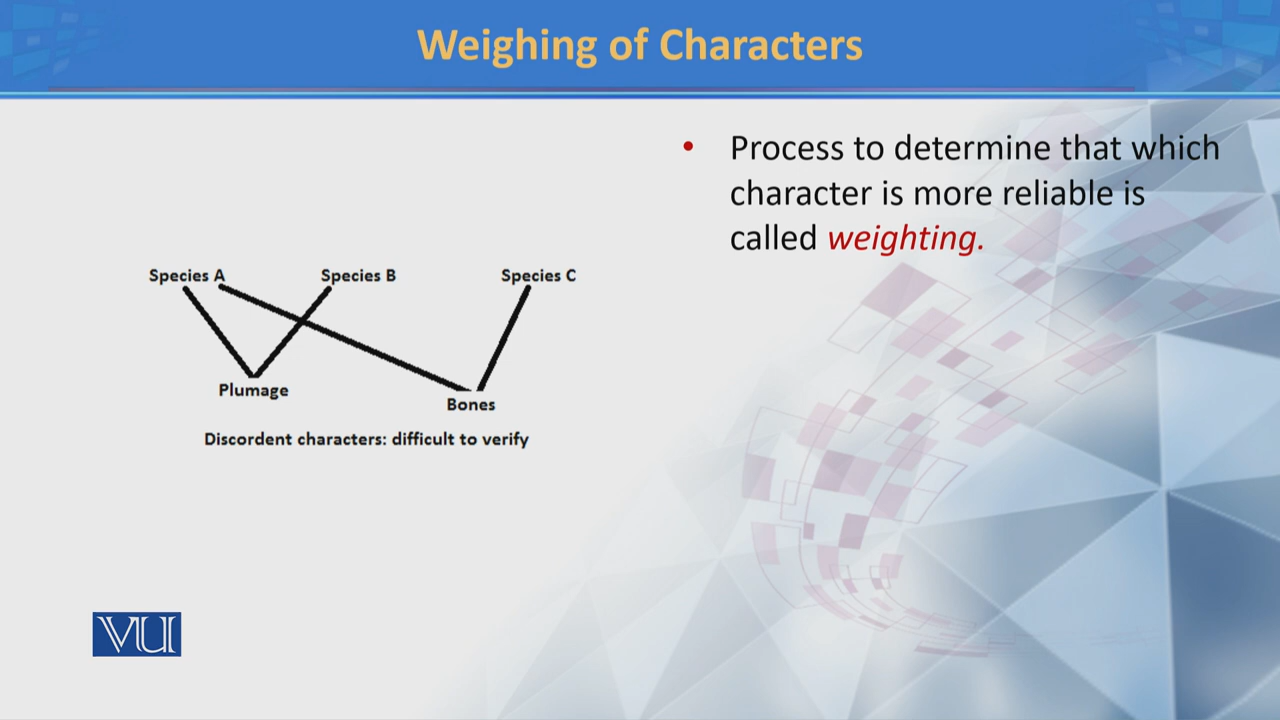 Weighing of Characters
• Process to determine that which
character is more reliable is
called weighting.
Species A Species B Species C
Plumage
Bones
Discordent characters: difficult to verify
VU